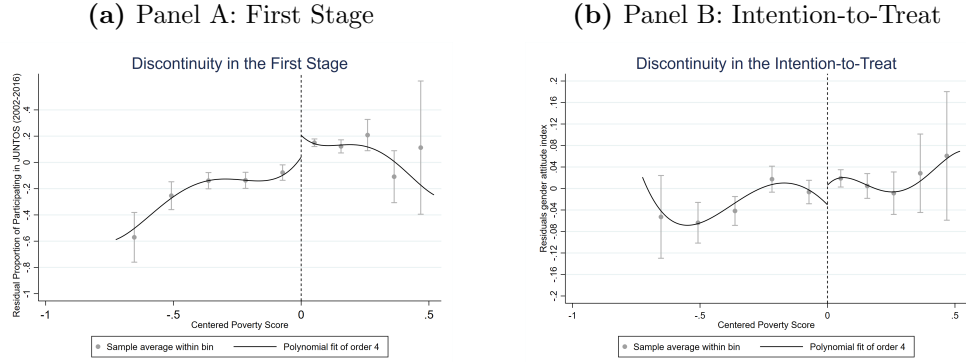 (a) Panel A: First Stage
Discontinuity in the First Stage
Residual Proportion of Participating in JUNTOS (2002-2016)
.4
.2
0
-.2
-.4
-.6
-.8
-1
-1
-.5
0
.5
Centered Poverty Score
Sample average within bin
Polynomial fit of order 4
(b) Panel B: Intention-to-Treat
Discontinuity in the Intention-to-Treat
Residuals gender attitude index
.2
.16
.12
.08
.04
0
-.04
-.08
-.12
-.16
-.2
-1
-.5
0
.5
Centered Poverty Score
Sample average within bin
Polynomial fit of order 4